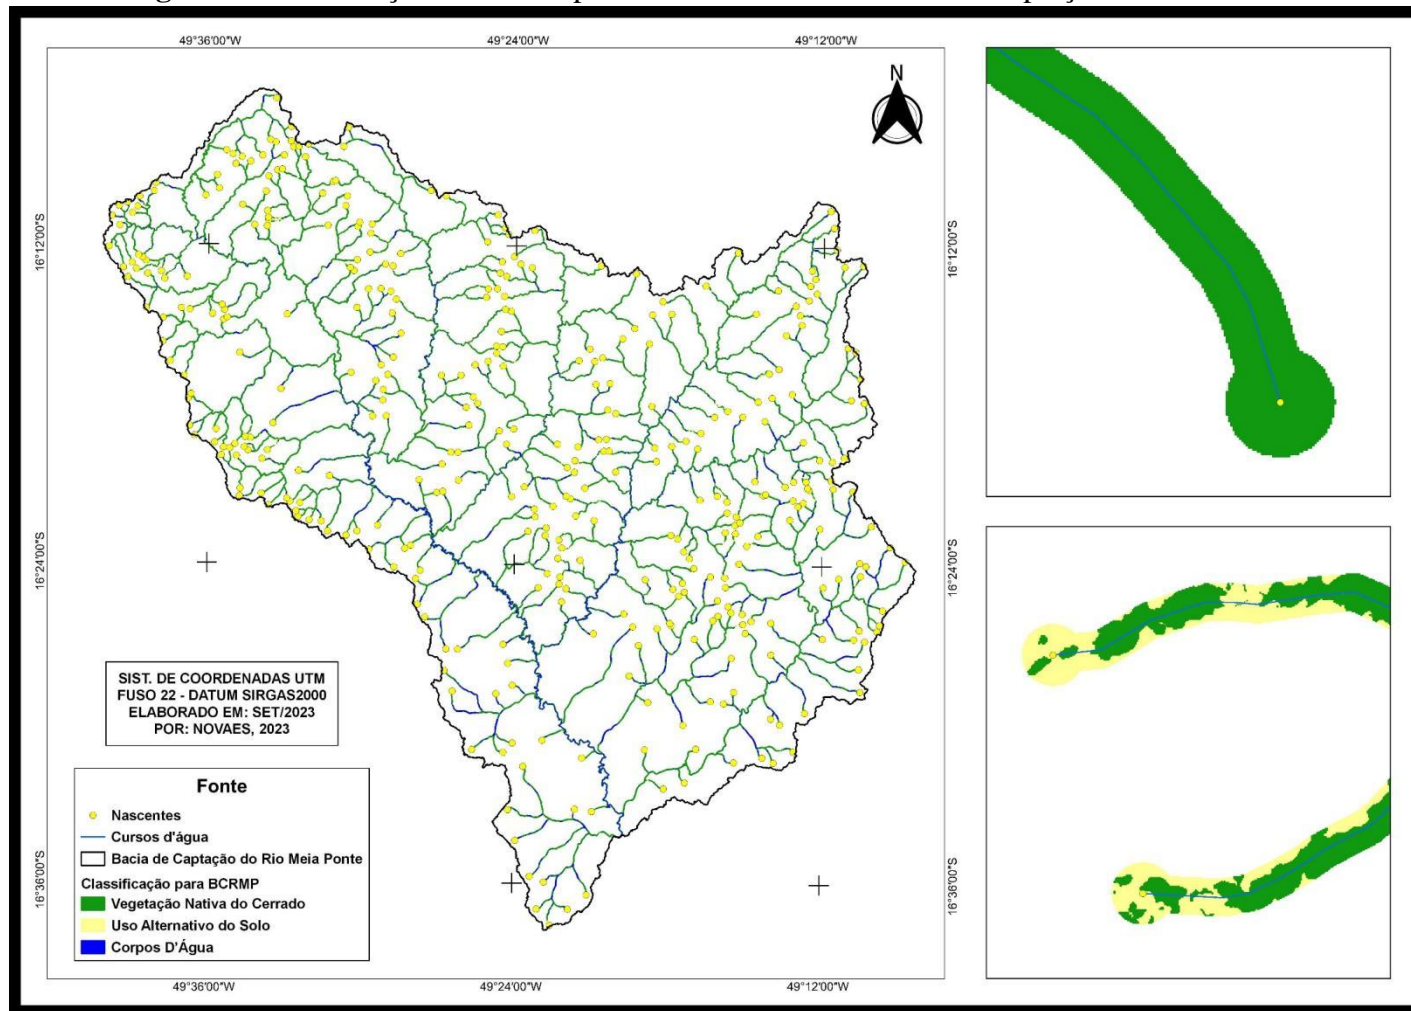 49°36'00"W 49°24'00"W 49°12'00"W
N
16°12'00"S 16°12'00"S
16°24'00"S 16°24'00"S
16°36'00"S 16°36'00"S
SIST. DE COORDENADAS UTM
FUSO 22 - DATUM SIRGAS2000
ELABORADO EM: SET/2023
POR: NOVAES, 2023
Fonte
Nascentes
Cursos d'água
Bacia de Captação do Rio Meia Ponte
Classificação para BCRMP
Vegetação Nativa do Cerrado
Uso Alternativo do Solo
Corpos D'Água
49°36'00"W 49°24'00"W 49°12'00"W